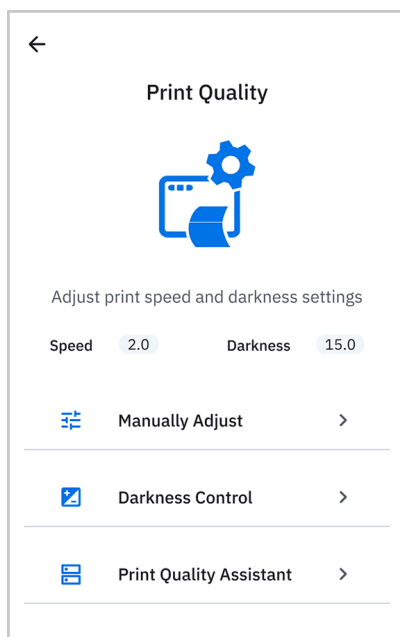 Print Quality
Adjust print speed and darkness settings
Speed 2.0 Darkness 15.0
Manually Adjust
Darkness Control
Print Quality Assistant